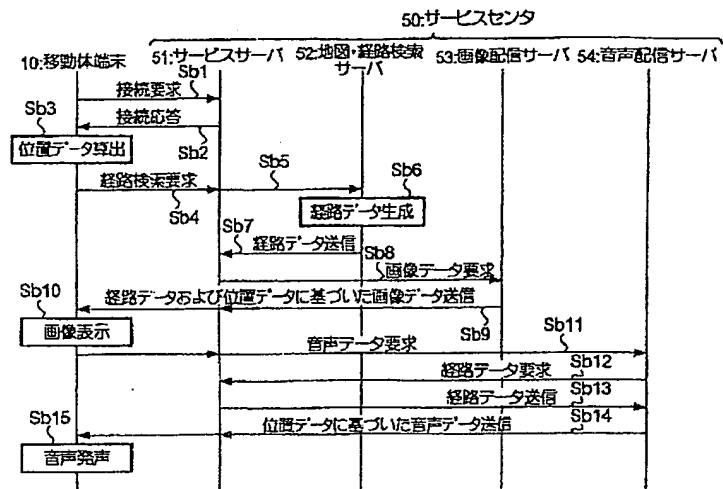 50:サービスセンタ
10:移動体端末
51:サービスサーバ
52:地図・経路検索
サーバ
53:画像配信サーバ
54:音声配信サーバ
Sb1
接続要求
Sb3
接続応答
Sb2
位置データ算出
Sb5
Sb6
経路検索要求
Sb4
経路データ生成
Sb7
経路データ送信
Sb8
画像データ要求
Sb10
経路データおよび位置データに基づいた画像データ送信
Sb9
画像表示
Sb11
音声データ要求
Sb12
経路データ要求
Sb13
経路データ送信
Sb14
位置データに基づいた音声データ送信
Sb15
音声発声